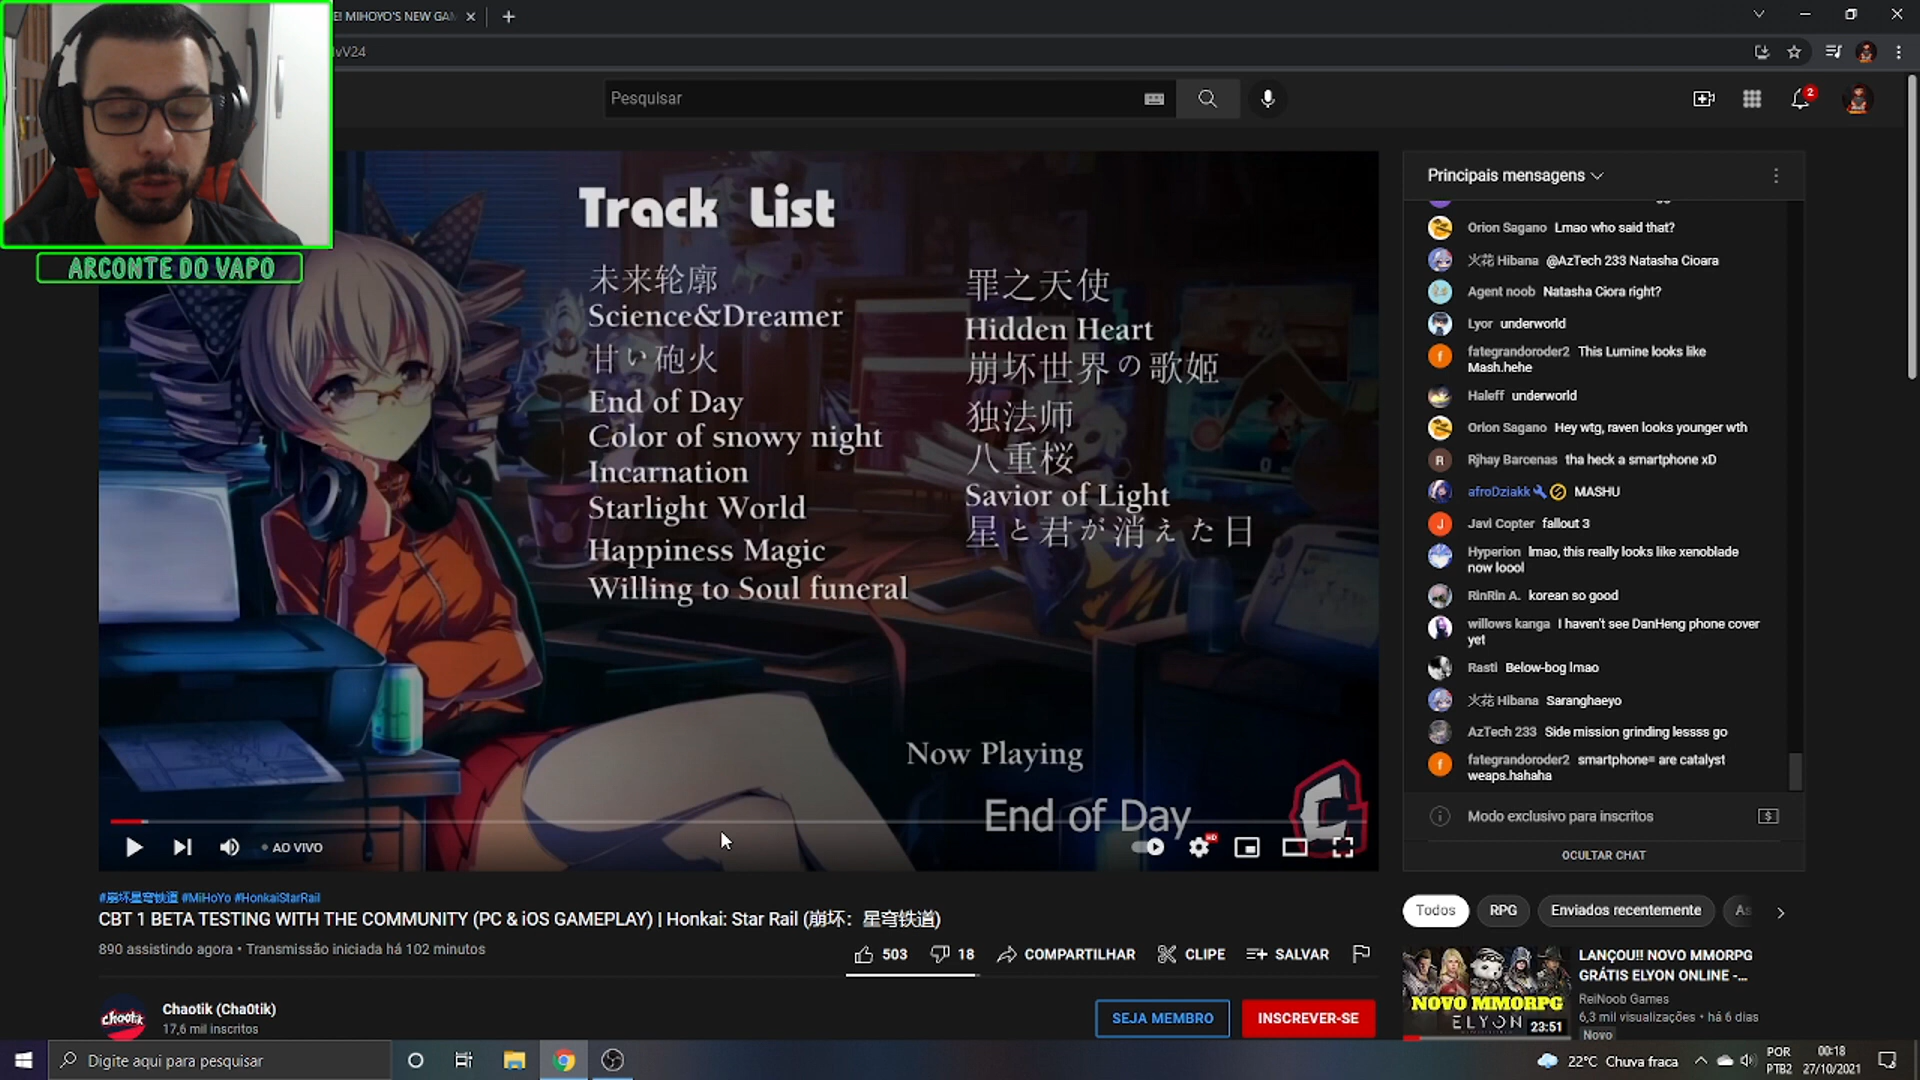 E! MIHOYO'S NEW GA
vV24
Pesquisar
2
ARCONTE DO VAPO
Track List
未来轮廓
Science&Dreamer
甘い砲火
End of Day
Color of snowy night
Incarnation
Starlight World
Happiness Magic
Willing to Soul funeral
罪之天使
Hidden Heart
崩坏世界の歌姬
独法师
八重桜
Savior of Light
星と君が消えた日
Now Playing
End of Day
AO VIVO
HD
Principais mensagens
Orion Sagano Lmao who said that?
火花 Hibana @AzTech 233 Natasha Cioara
Agent noob Natasha Ciora right?
Lyor underworld
fategrandoroder2 This Lumine looks like
Mash.hehe
Haleff underworld
Orion Sagano Hey wtg, raven looks younger wth
R Rjhay Barcenas tha heck a smartphone xD
afroDziakk MASHU
J Javi Copter fallout 3
Hyperion lmao, this really looks like xenoblade
now loool
RinRin A. korean so good
willows kanga I haven't see DanHeng phone cover
yet
Rasti Below-bog lmao
火花 Hibana Saranghaeyo
AzTech 233 Side mission grinding lessss go
fategrandoroder2 smartphone= are catalyst
weaps.hahaha
Modo exclusivo para inscritos
OCULTAR CHAT
#崩坏星穹铁道 #MiHoYo #HonkaiStarRail
CBT 1 BETA TESTING WITH THE COMMUNITY (PC & iOS GAMEPLAY) | Honkai: Star Rail (崩坏：星穹铁道)
890 assistindo agora • Transmissão iniciada há 102 minutos
503
18
COMPARTILHAR
CLIPE
SALVAR
chaotik
Chaotik (Cha0tik)
17,6 mil inscritos
SEJA MEMBRO
INSCREVER-SE
Todos
RPG
Enviados recentemente
As
NOVO MMORPG
ELYON
23:51
LANÇOU!! NOVO MMORPG
GRÁTIS ELYON ONLINE -...
ReiNoob Games
6,3 mil visualizações • há 6 dias
Novo
Digite aqui para pesquisar
22°C Chuva fraca
POR
PTB2
00:18
27/10/2021